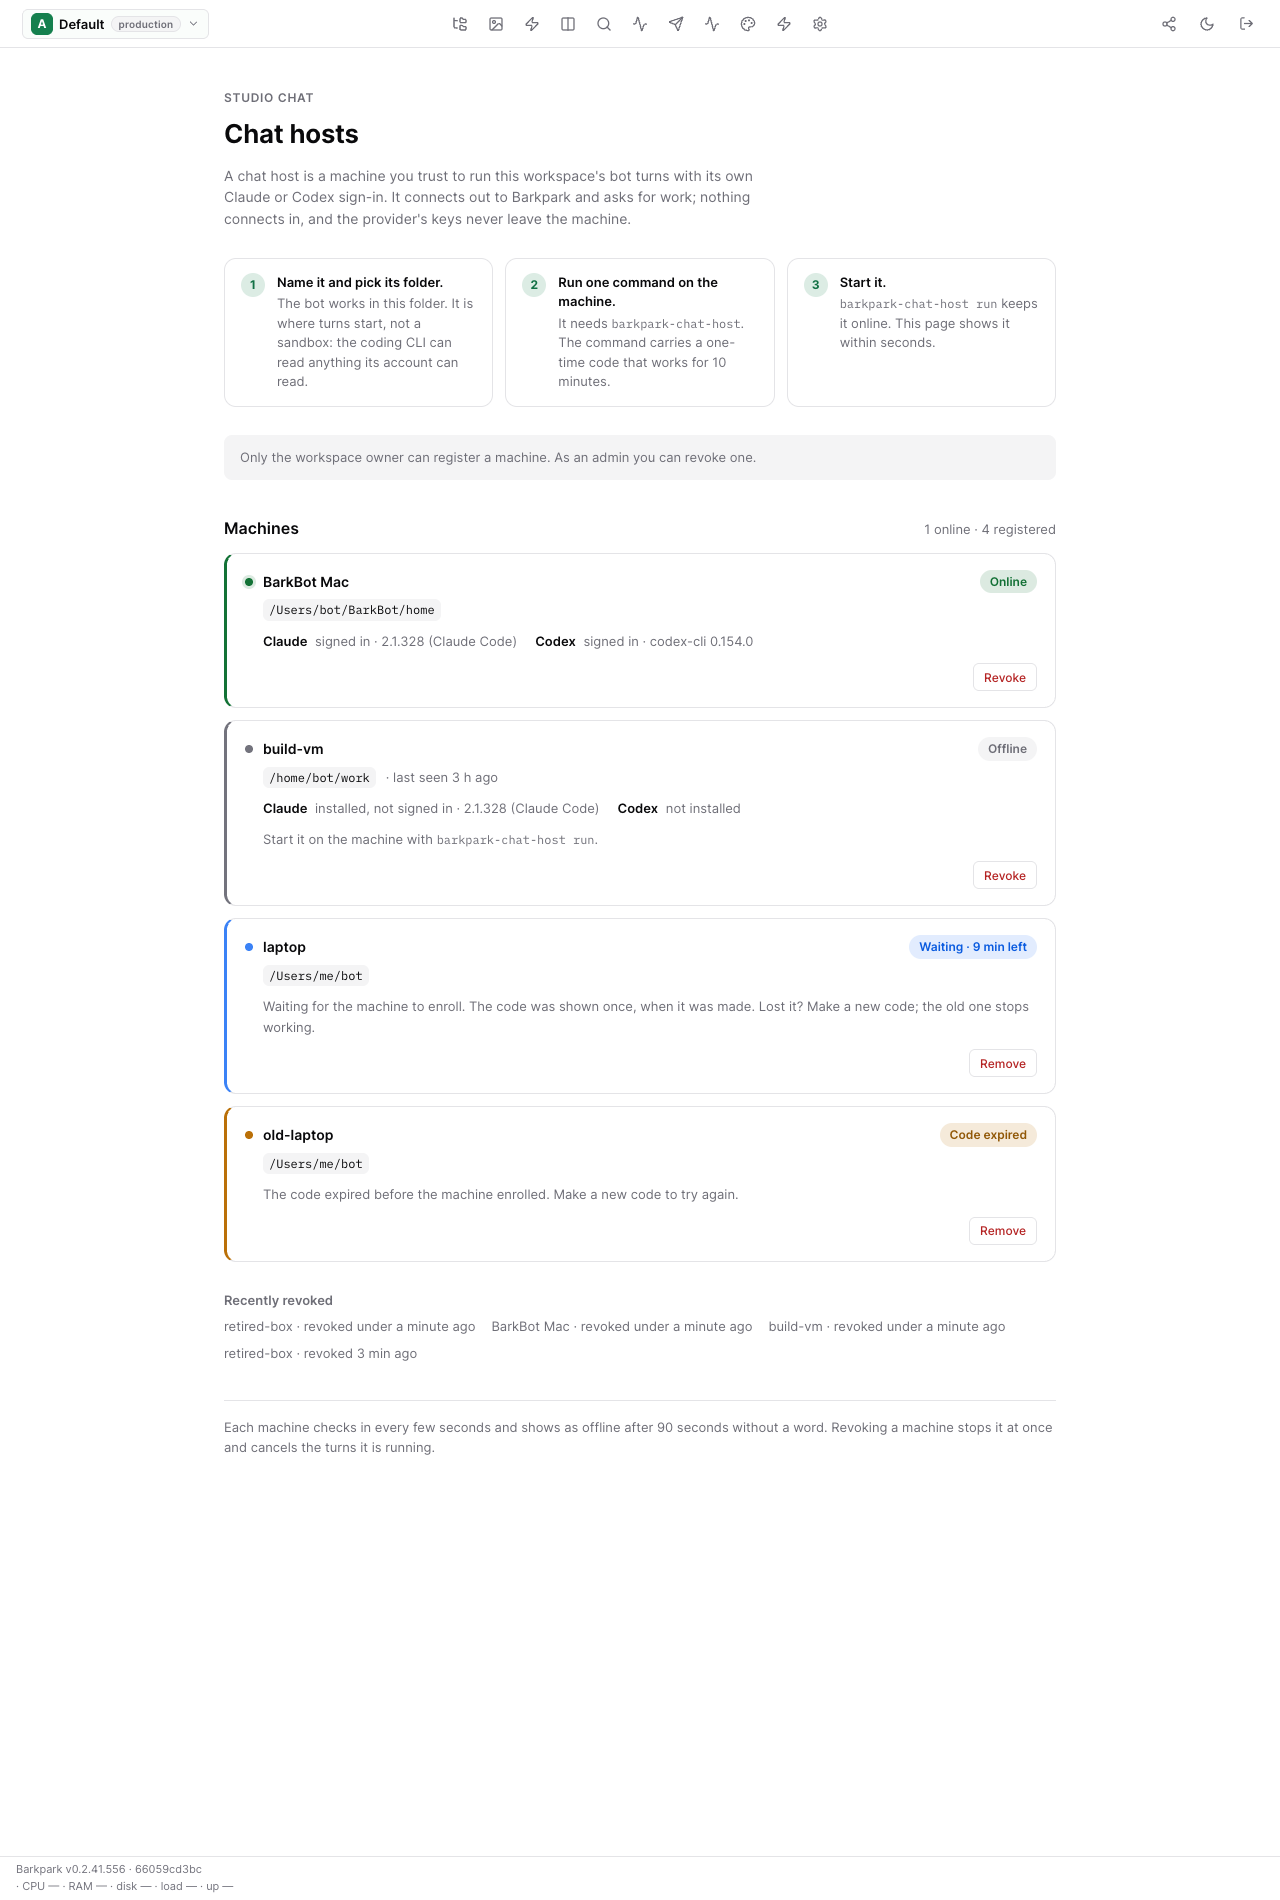 A Default production
STUDIO CHAT
Chat hosts
A chat host is a machine you trust to run this workspace's bot turns with its own
Claude or Codex sign-in. It connects out to Barkpark and asks for work; nothing
connects in, and the provider's keys never leave the machine.
1 Name it and pick its folder.
The bot works in this folder. It is
where turns start, not a
sandbox: the coding CLI can
read anything its account can
read.
2 Run one command on the
machine.
It needs barkpark-chat-host.
The command carries a one-
time code that works for 10
minutes.
3 Start it.
barkpark-chat-host run keeps
it online. This page shows it
within seconds.
Only the workspace owner can register a machine. As an admin you can revoke one.
Machines 1 online · 4 registered
BarkBot Mac Online
/Users/bot/BarkBot/home
Claude signed in · 2.1.328 (Claude Code) Codex signed in · codex-cli 0.154.0
Revoke
build-vm Offline
/home/bot/work · last seen 3 h ago
Claude installed, not signed in · 2.1.328 (Claude Code) Codex not installed
Start it on the machine with barkpark-chat-host run.
Revoke
laptop Waiting · 9 min left
/Users/me/bot
Waiting for the machine to enroll. The code was shown once, when it was made. Lost it? Make a new code; the old one stops
working.
Remove
old-laptop Code expired
/Users/me/bot
The code expired before the machine enrolled. Make a new code to try again.
Remove
Recently revoked
retired-box · revoked under a minute ago BarkBot Mac · revoked under a minute ago build-vm · revoked under a minute ago
retired-box · revoked 3 min ago
Each machine checks in every few seconds and shows as offline after 90 seconds without a word. Revoking a machine stops it at once
and cancels the turns it is running.
Barkpark v0.2.41.556 · 66059cd3bc
· CPU — · RAM — · disk — · load — · up —